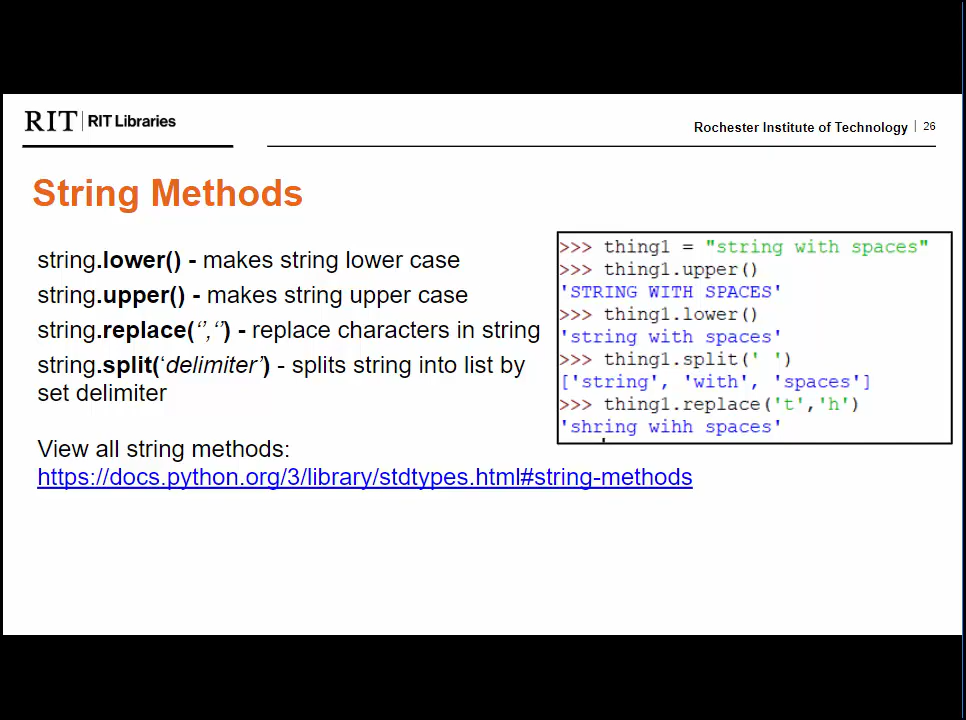 RIT | RIT Libraries
Rochester Institute of Technology | 26
String Methods
string.lower() - makes string lower case
string.upper() - makes string upper case
string.replace(‘’,‘’) - replace characters in string
string.split(‘delimiter’) - splits string into list by
set delimiter
View all string methods:
https://docs.python.org/3/library/stdtypes.html#string-methods
>>> thing1 = "string with spaces"
>>> thing1.upper()
'STRING WITH SPACES'
>>> thing1.lower()
'string with spaces'
>>> thing1.split(' ')
['string', 'with', 'spaces']
>>> thing1.replace('t','h')
'shring wihh spaces'